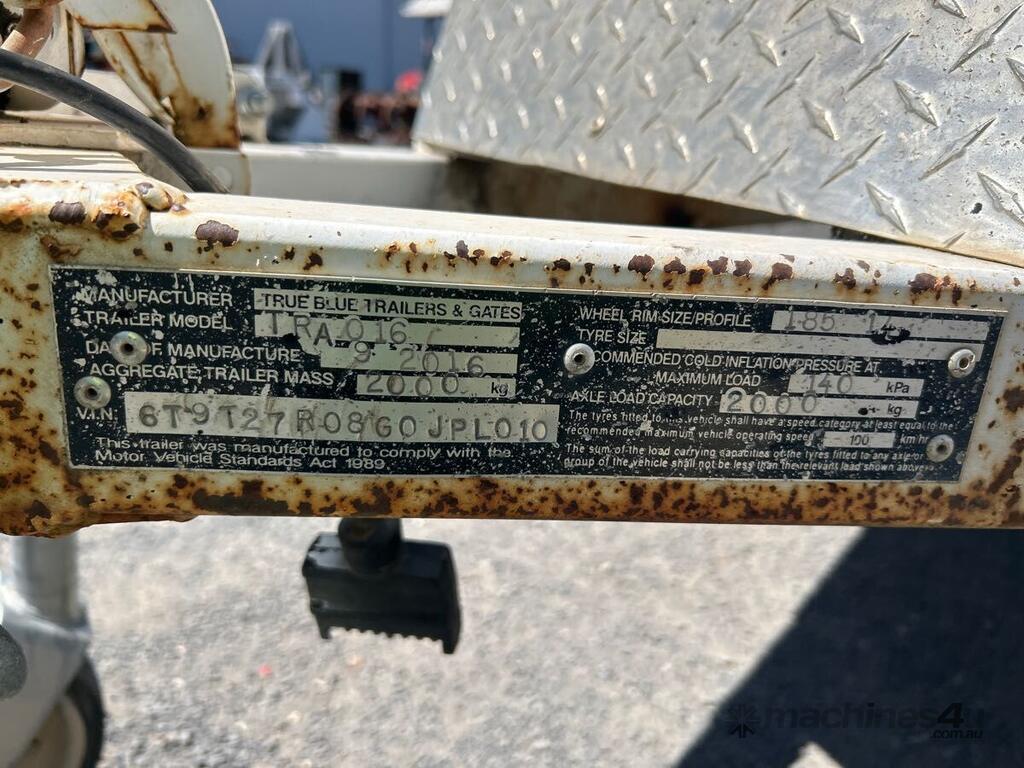 MANUFACTURER TRUE BLUE TRAILERS & GATES
TRAILER MODEL TRA 016
DATE OF MANUFACTURE 9 2016
AGGREGATE TRAILER MASS 2000 kg
V.I.N: 6T9T27R08G0JPL010
This trailer was manufactured to comply with the
Motor Vehicle Standards Act 1989.
WHEEL RIM SIZE/PROFILE 185 14
TYRE SIZE
RECOMMENDED COLD INFLATION PRESSURE AT
MAXIMUM LOAD 140 kPa
AXLE LOAD CAPACITY 2000 kg
The tyres fitted to this vehicle shall have a speed category at least equal to the
recommended maximum vehicle operating speed - 100 km/hr
The sum of the load carrying capacities of the tyres fitted to any axle or
group of the vehicle shall not be less than the relevant load shown above
machines4u
.com.au